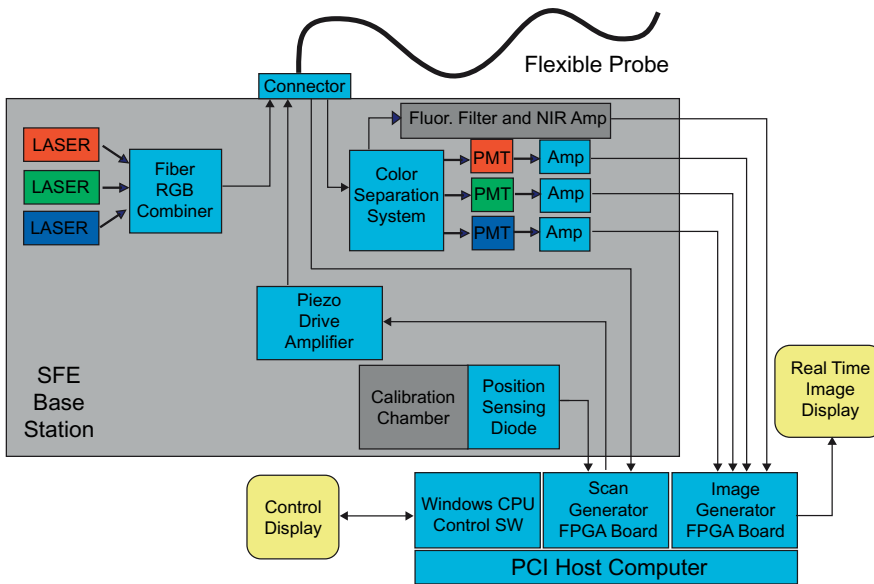 Flexible Probe
Connector
Fluor. Filter and NIR Amp
LASER
LASER
LASER
Fiber
RGB
Combiner
Color
Separation
System
PMT
Amp
PMT
Amp
PMT
Amp
Piezo
Drive
Amplifier
SFE
Base
Station
Calibration
Chamber
Position
Sensing
Diode
Real Time
Image
Display
Control
Display
Windows CPU
Control SW
Scan
Generator
FPGA Board
Image
Generator
FPGA Board
PCI Host Computer